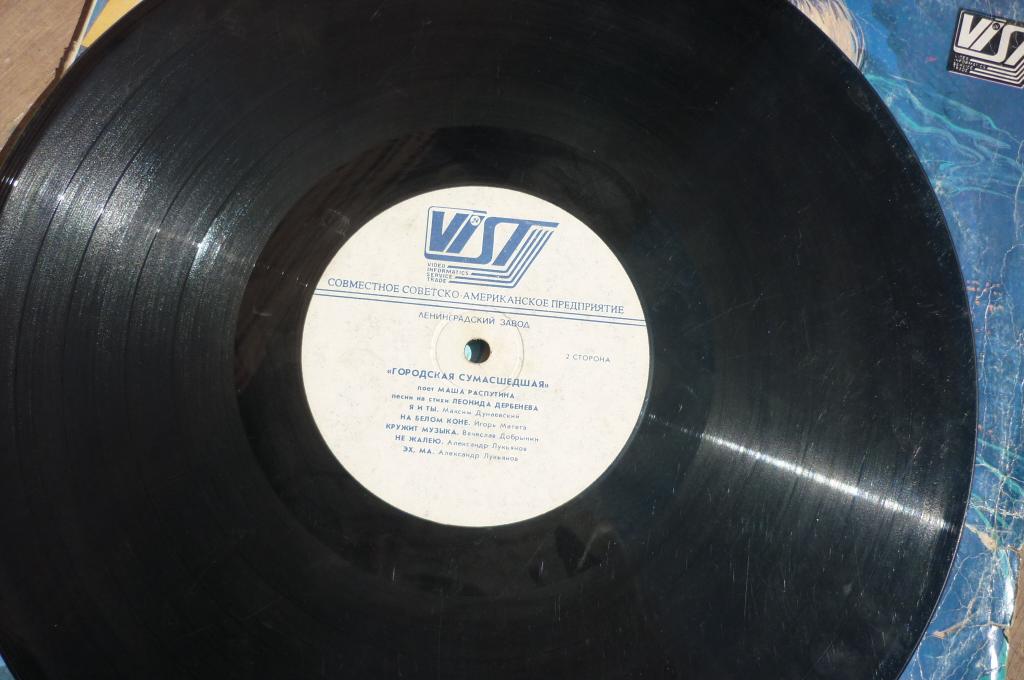 ViST
VIDEO
INFORMATICS
SERVICE
TRADE
СОВМЕСТНОЕ СОВЕТСКО-АМЕРИКАНСКОЕ ПРЕДПРИЯТИЕ
ЛЕНИНГРАДСКИЙ ЗАВОД
2 СТОРОНА
«ГОРОДСКАЯ СУМАСШЕДШАЯ»
поет МАША РАСПУТИНА
песни на стихи ЛЕОНИДА ДЕРБЕНЕВА
Я И ТЫ. Максим Дунаевский
НА БЕЛОМ КОНЕ. Игорь Матета
КРУЖИТ МУЗЫКА. Вячеслав Добрынин
НЕ ЖАЛЕЮ. Александр Лукьянов
ЭХ, МА. Александр Лукьянов
ViST